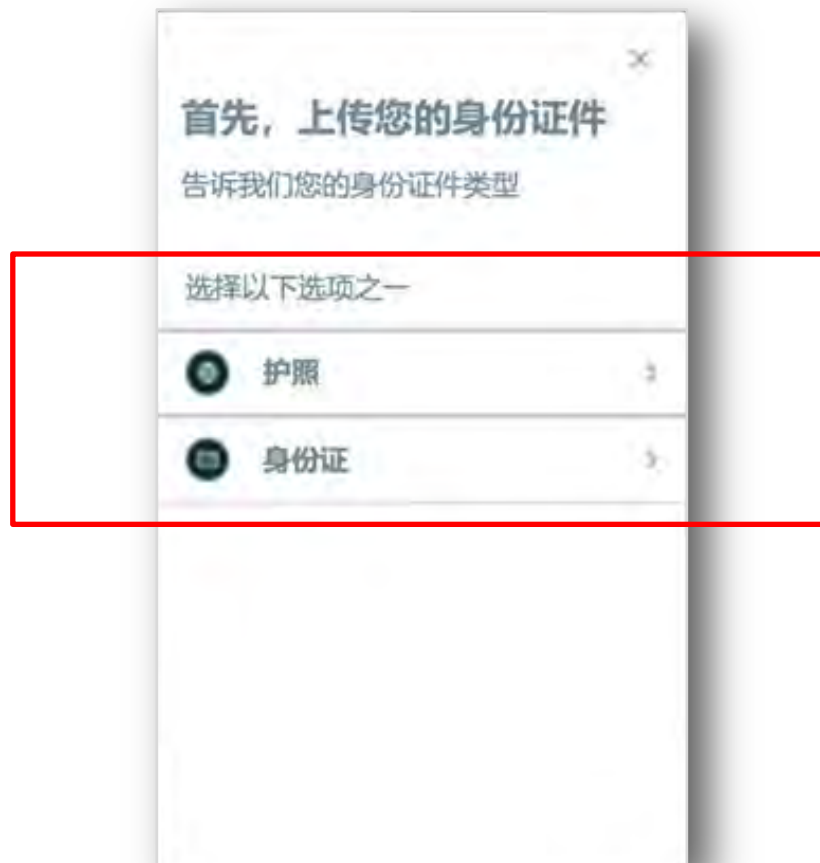 首先，上传您的身份证件
告诉我们您的身份证件类型
选择以下选项之一
护照
身份证